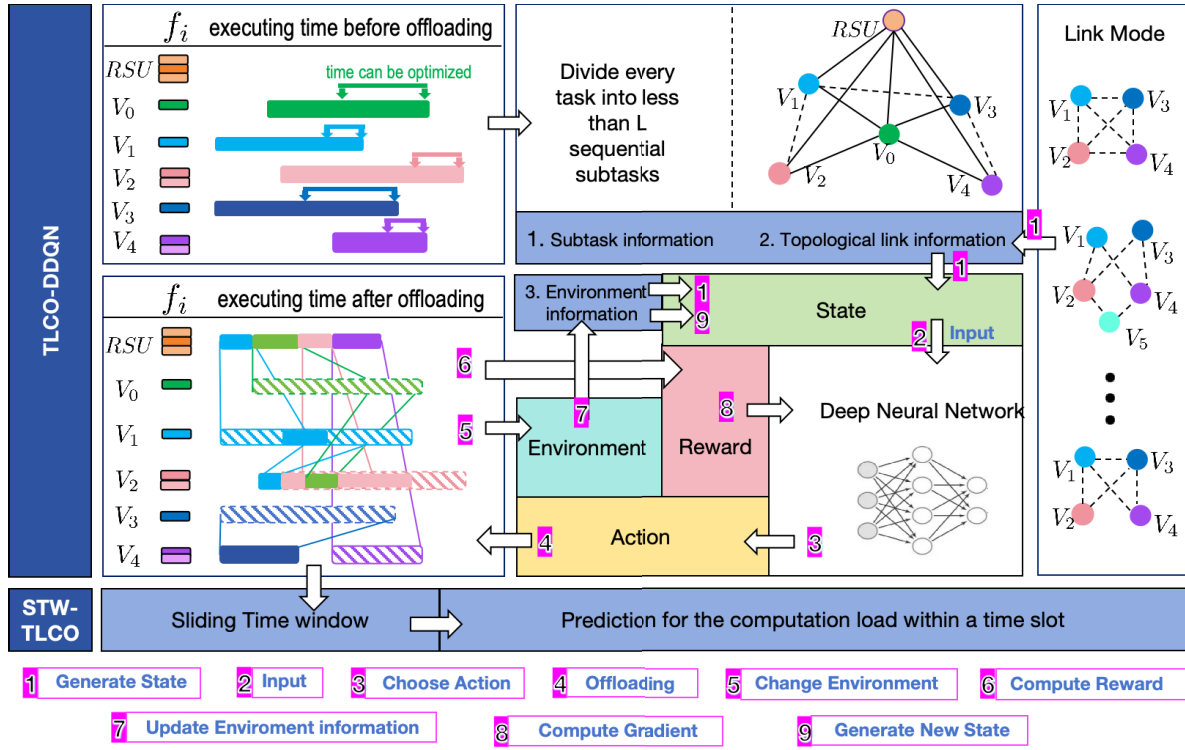 TLCO-DDQN
f_i executing time before offloading
RSU
time can be optimized
V_0
V_1
V_2
V_3
V_4
Divide every
task into less
than L
sequential
subtasks
RSU
V_1
V_3
V_0
V_2
V_4
1. Subtask information
2. Topological link information
1
1
Link Mode
V_1
V_3
V_2
V_4
V_1
V_3
V_2
V_4
V_5
V_1
V_3
V_2
V_4
f_i executing time after offloading
RSU
V_0
V_1
V_2
V_3
V_4
3. Environment
information
1
9
State
2
Input
6
7
5
8
Environment
Reward
Deep Neural Network
Action
4
3
STW-
TLCO
Sliding Time window
Prediction for the computation load within a time slot
1 Generate State
2 Input
3 Choose Action
4 Offloading
5 Change Environment
6 Compute Reward
7 Update Enviroment information
8 Compute Gradient
9 Generate New State